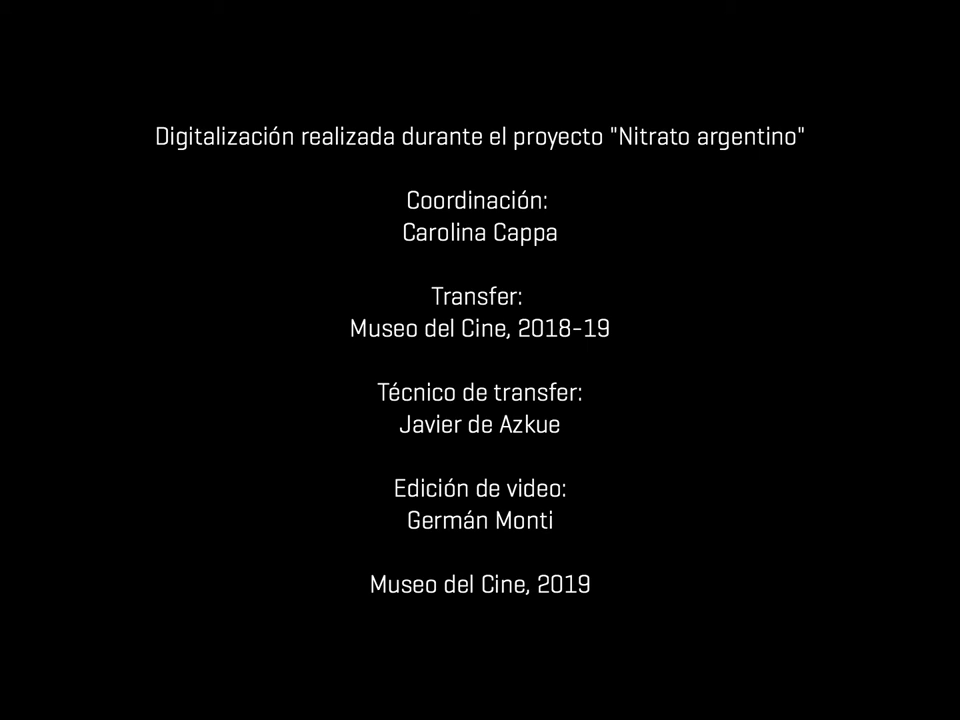 Digitalización realizada durante el proyecto "Nitrato argentino"
Coordinación:
Carolina Cappa
Transfer:
Museo del Cine, 2018-19
Técnico de transfer:
Javier de Azkue
Edición de video:
Germán Monti
Museo del Cine, 2019